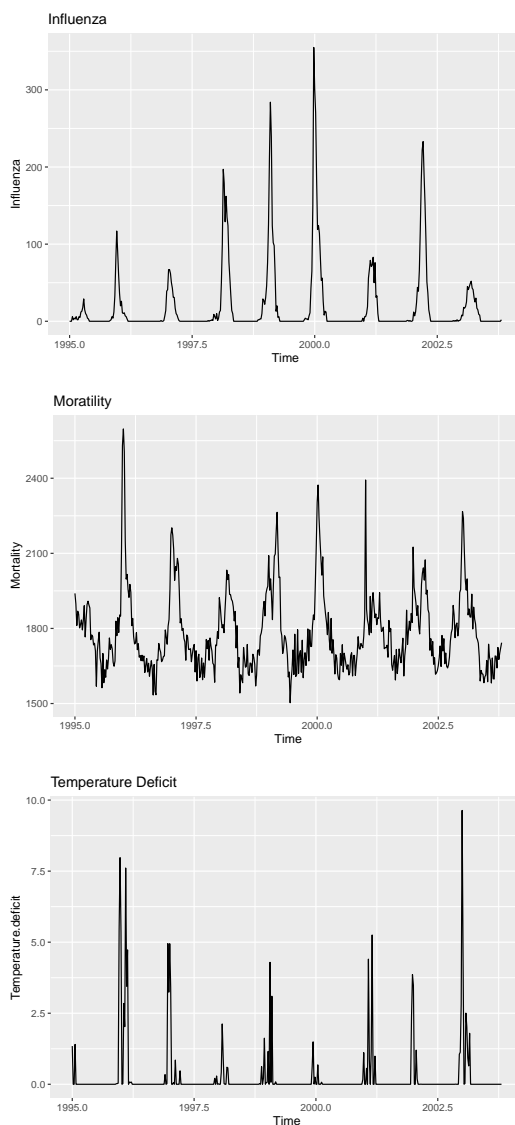 Influenza
300
200
100
0
Influenza
1995.0 1997.5 2000.0 2002.5
Time
Moratility
2400
2100
1800
1500
Mortality
1995.0 1997.5 2000.0 2002.5
Time
Temperature Deficit
10.0
7.5
5.0
2.5
0.0
Temperature.deficit
1995.0 1997.5 2000.0 2002.5
Time